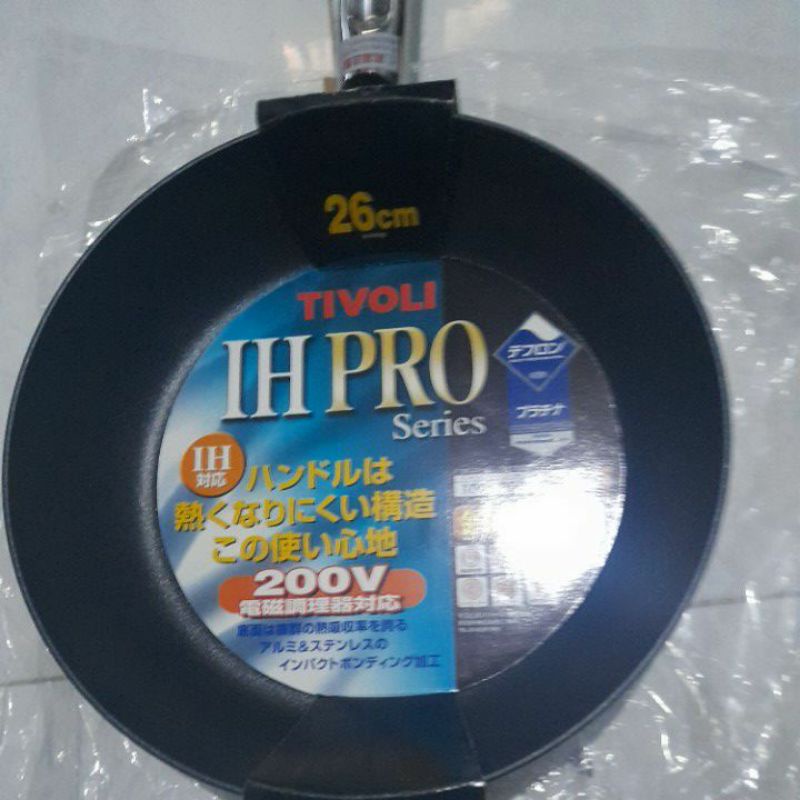 26cm
TIVOLI
IH PRO
Series
テフロン
プラチナ
IH
対応
ハンドルは
熱くなりにくい構造
この使い心地
200V
電磁調理器対応
底面は抜群の熱吸収率を誇る
アルミ&ステンレスの
インパクトボンディング加工